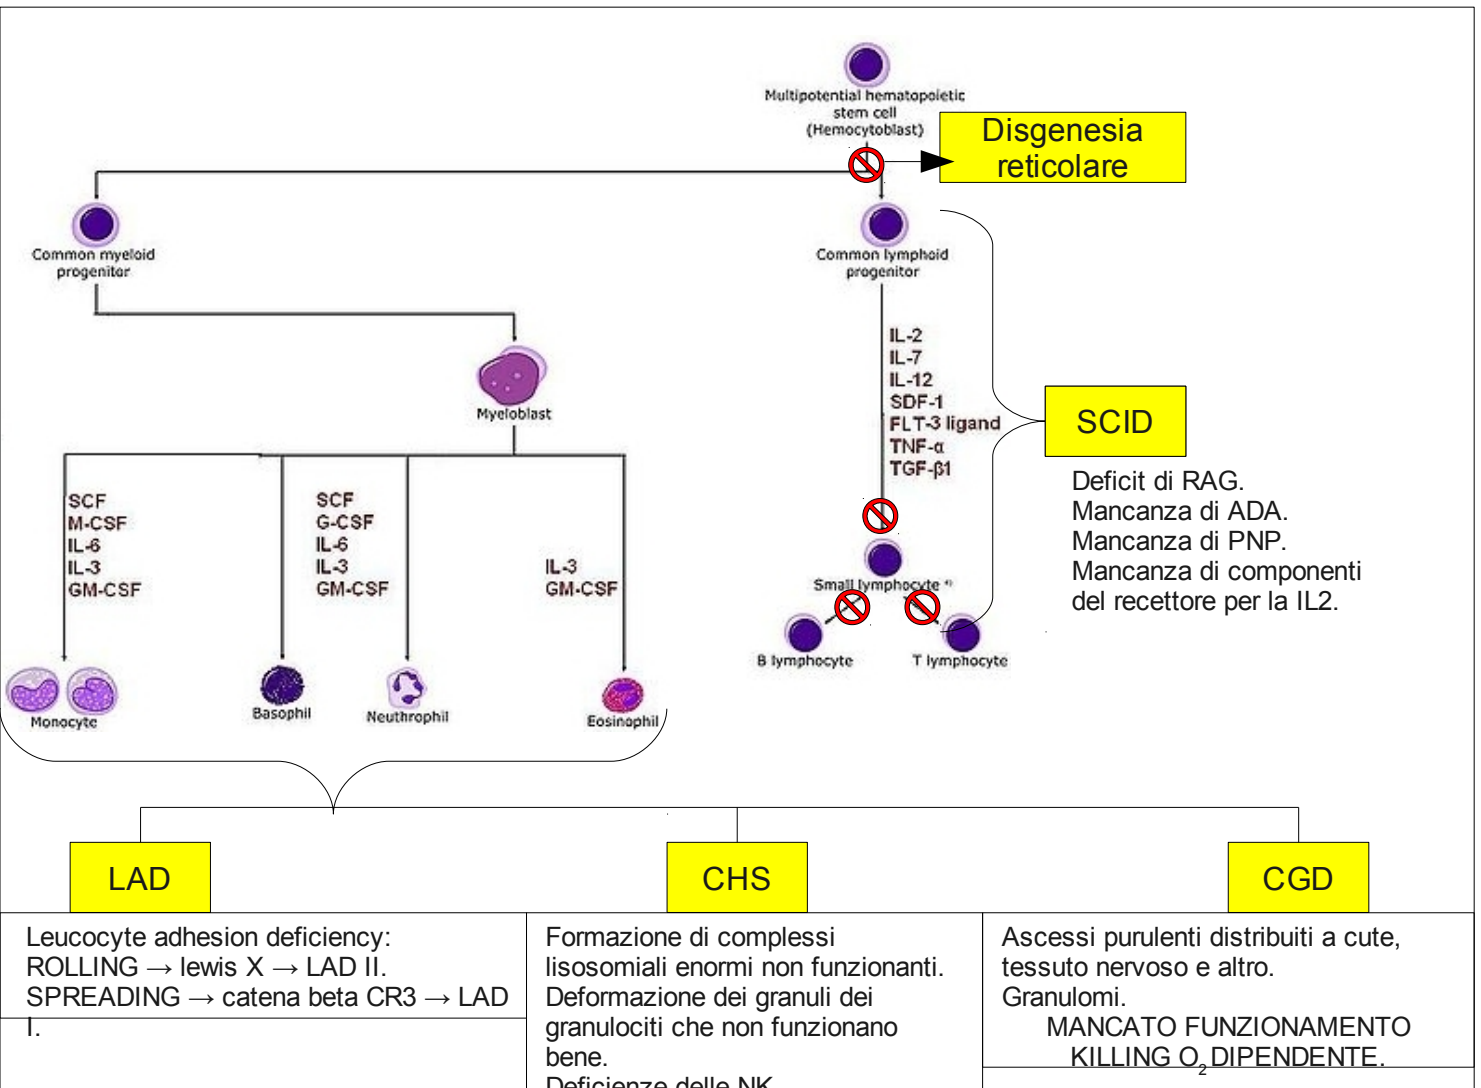 Multipotential hematopoietic
stem cell
(Hemocytoblast)
Disgenesia
reticolare
Common myeloid
progenitor
Common lymphoid
progenitor
IL-2
IL-7
IL-12
SDF-1
FLT-3 ligand
TNF-α
TGF-β1
Myeloblast
SCID
Deficit di RAG.
Mancanza di ADA.
Mancanza di PNP.
Mancanza di componenti
del recettore per la IL2.
SCF
M-CSF
IL-6
IL-3
GM-CSF
SCF
G-CSF
IL-6
IL-3
GM-CSF
IL-3
GM-CSF
Small lymphocyte
B lymphocyte
T lymphocyte
Monocyte
Basophil
Neuthrophil
Eosinophil
LAD
CHS
CGD
Leucocyte adhesion deficiency:
ROLLING → lewis X → LAD II.
SPREADING → catena beta CR3 → LAD
I.
Formazione di complessi
lisosomiali enormi non funzionanti.
Deformazione dei granuli dei
granulociti che non funzionano
bene.
Deficienze delle NK
Ascessi purulenti distribuiti a cute,
tessuto nervoso e altro.
Granulomi.
MANCATO FUNZIONAMENTO
KILLING O₂ DIPENDENTE.